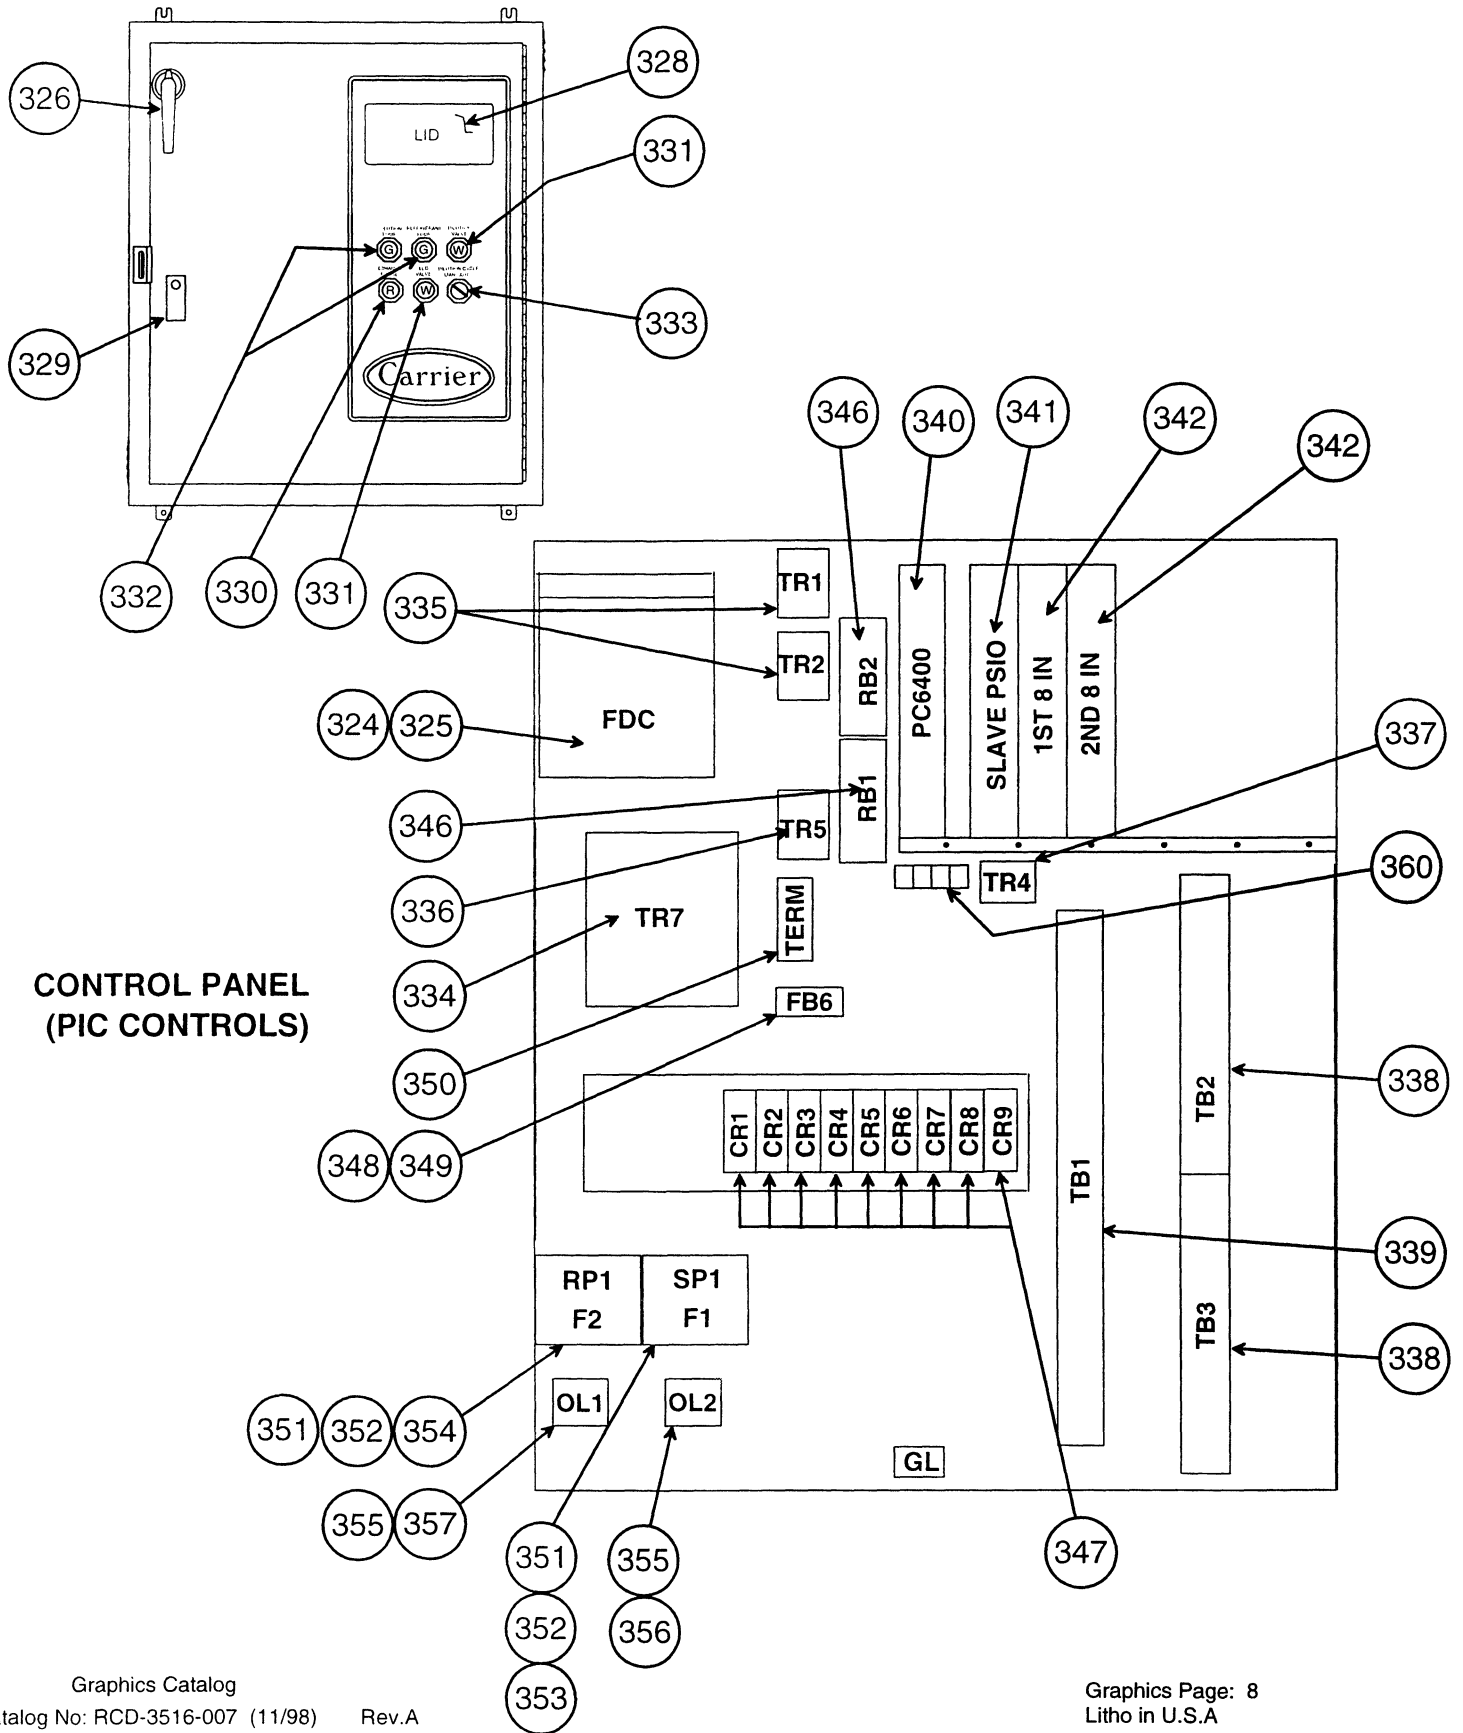 328
326
LID
331
G
G
W
R
W
333
329
Carrier
346
340
341
342
342
332
330
331
335
TR1
TR2
RB2
PC6400
SLAVE PSIO
1ST 8 IN
2ND 8 IN
324
325
FDC
337
346
RB1
TR5
360
336
TR4
TERM
TR7
334
CONTROL PANEL
(PIC CONTROLS)
FB6
350
338
TB2
CR1
CR2
CR3
CR4
CR5
CR6
CR7
CR8
CR9
348
349
TB1
339
RP1
F2
SP1
F1
TB3
338
OL1
OL2
351
352
354
GL
355
357
351
355
347
352
356
353
Graphics Catalog
atalog No: RCD-3516-007 (11/98) Rev.A
Graphics Page: 8
Litho in U.S.A